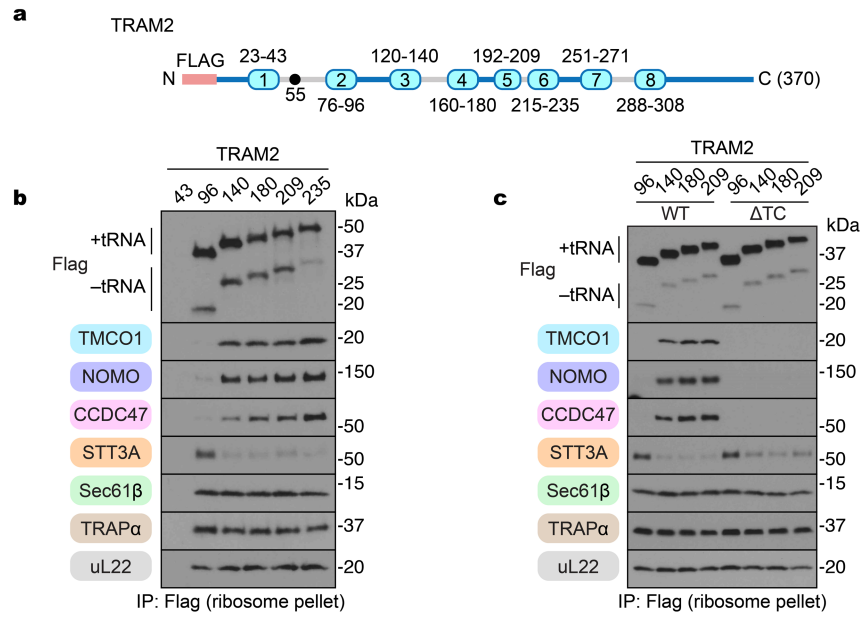 a
TRAM2
FLAG 23-43 120-140 192-209 251-271
N 1 2 3 4 5 6 7 8 C (370)
55 76-96 160-180 215-235 288-308
b
TRAM2
43 96 140 180 209 235 kDa
+tRNA
Flag
–tRNA
-50
-37
-25
-20
TMCO1 -20
NOMO -150
CCDC47 -50
STT3A -50
Sec61β -15
TRAPα -37
uL22 -20
IP: Flag (ribosome pellet)
c
TRAM2
96 140 180 209 96 140 180 209
WT ΔTC kDa
+tRNA
Flag
–tRNA
-37
-25
-20
TMCO1 -20
NOMO -150
CCDC47 -50
STT3A -50
Sec61β -15
TRAPα -37
uL22 -20
IP: Flag (ribosome pellet)